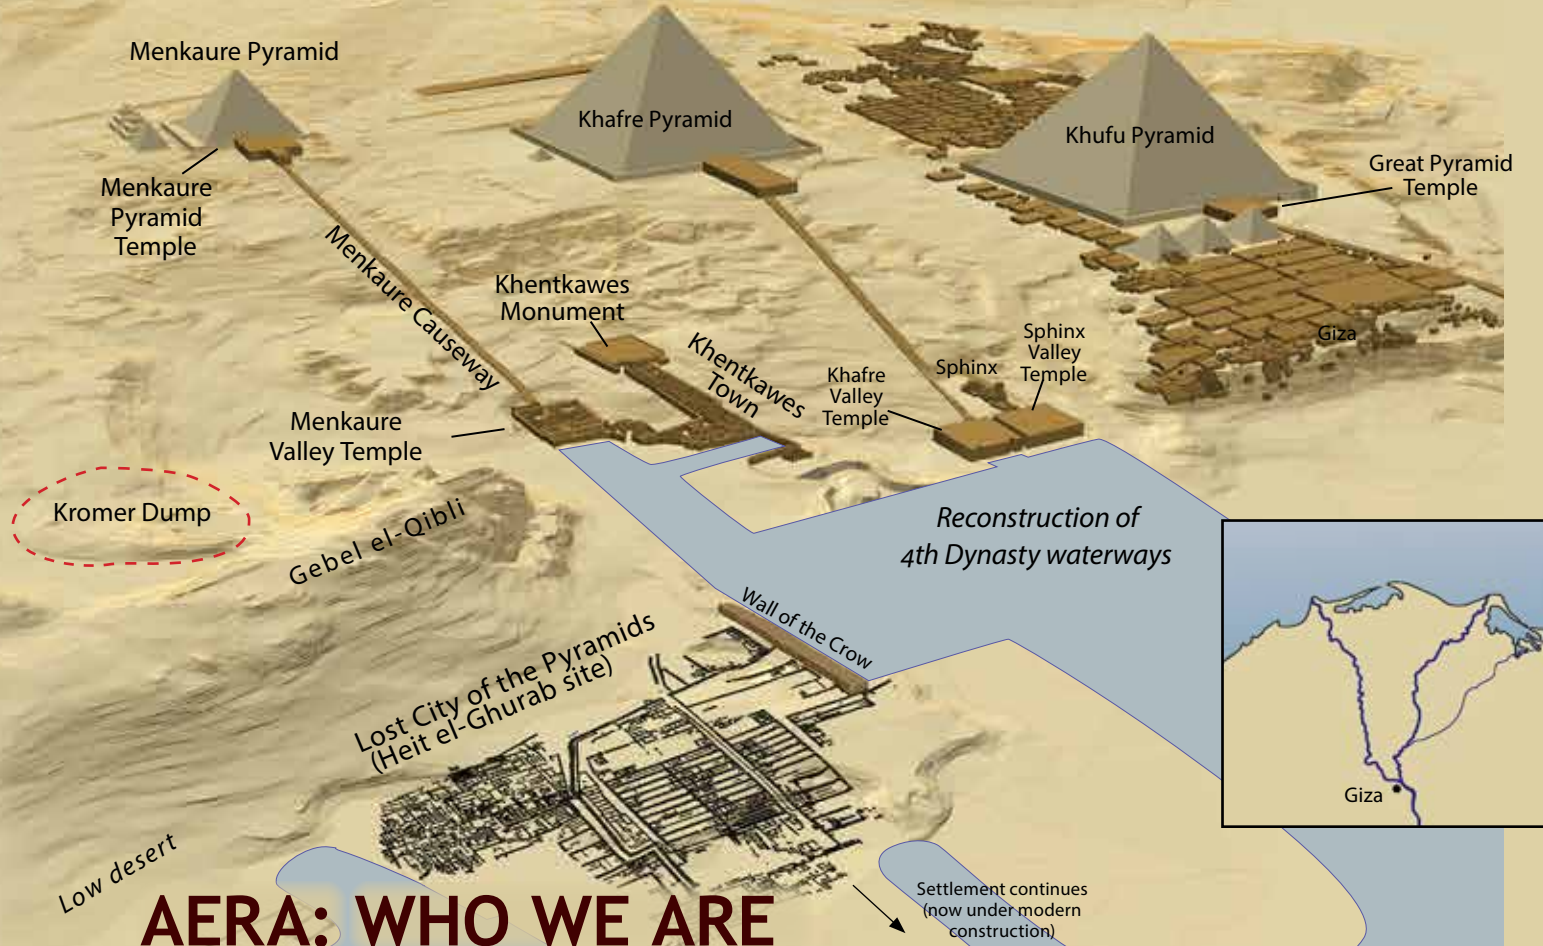 Menkaure Pyramid
Khafre Pyramid
Khufu Pyramid
Great Pyramid
Temple
Menkaure
Pyramid
Temple
Menkaure Causeway
Khentkawes
Monument
Khentkawes
Town
Khafre
Valley
Temple
Sphinx
Sphinx
Valley
Temple
Giza
Menkaure
Valley Temple
Kromer Dump
Gebel el-Qibli
Reconstruction of
4th Dynasty waterways
Wall of the Crow
Lost City of the Pyramids
(Heit el-Ghurab site)
Giza
Low desert
Settlement continues
(now under modern
construction)
AERA: WHO WE ARE